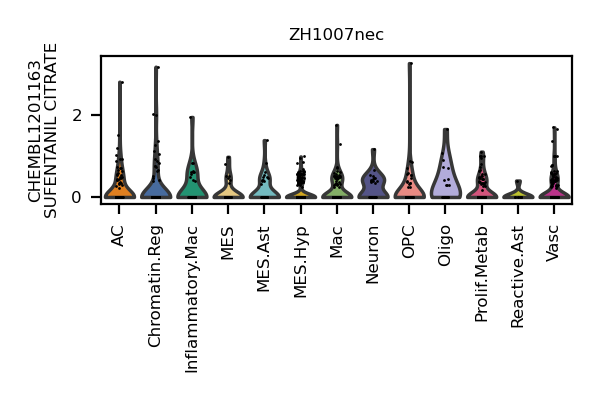 ZH1007nec
CHEMBL1201163
SUFENTANIL CITRATE
2
0
AC
Chromatin.Reg
Inflammatory.Mac
MES
MES.Ast
MES.Hyp
Mac
Neuron
OPC
Oligo
Prolif.Metab
Reactive.Ast
Vasc